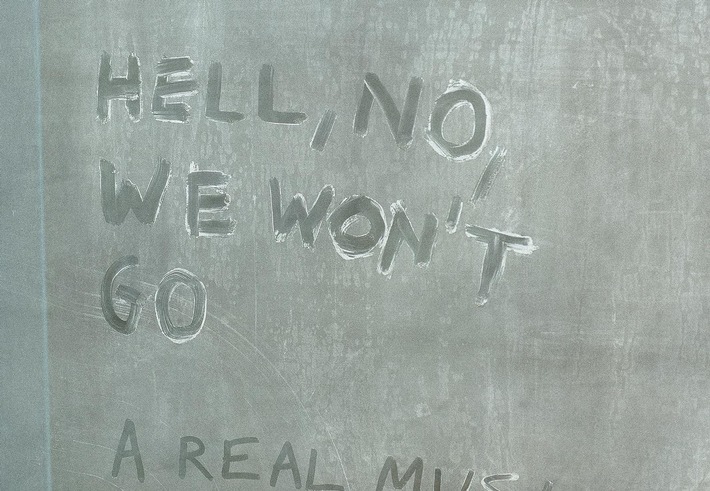 HELL, NO,
WE WON'T
GO
A REAL